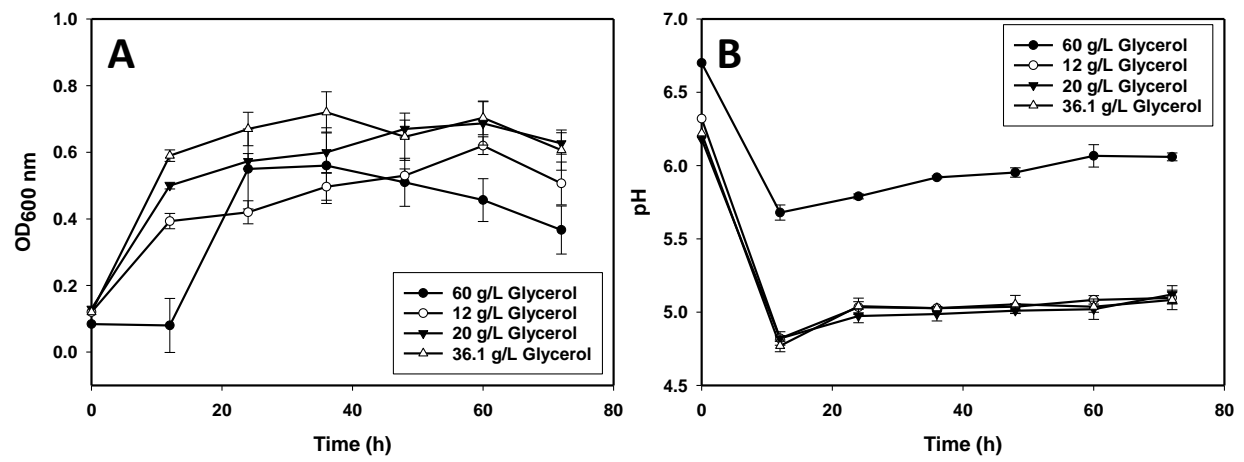 A
1.0
0.8
0.6
0.4
0.2
0.0
OD600 nm
0
20
40
60
80
Time (h)
60 g/L Glycerol
12 g/L Glycerol
20 g/L Glycerol
36.1 g/L Glycerol
B
7.0
6.5
6.0
5.5
5.0
4.5
pH
0
20
40
60
80
Time (h)
60 g/L Glycerol
12 g/L Glycerol
20 g/L Glycerol
36.1 g/L Glycerol